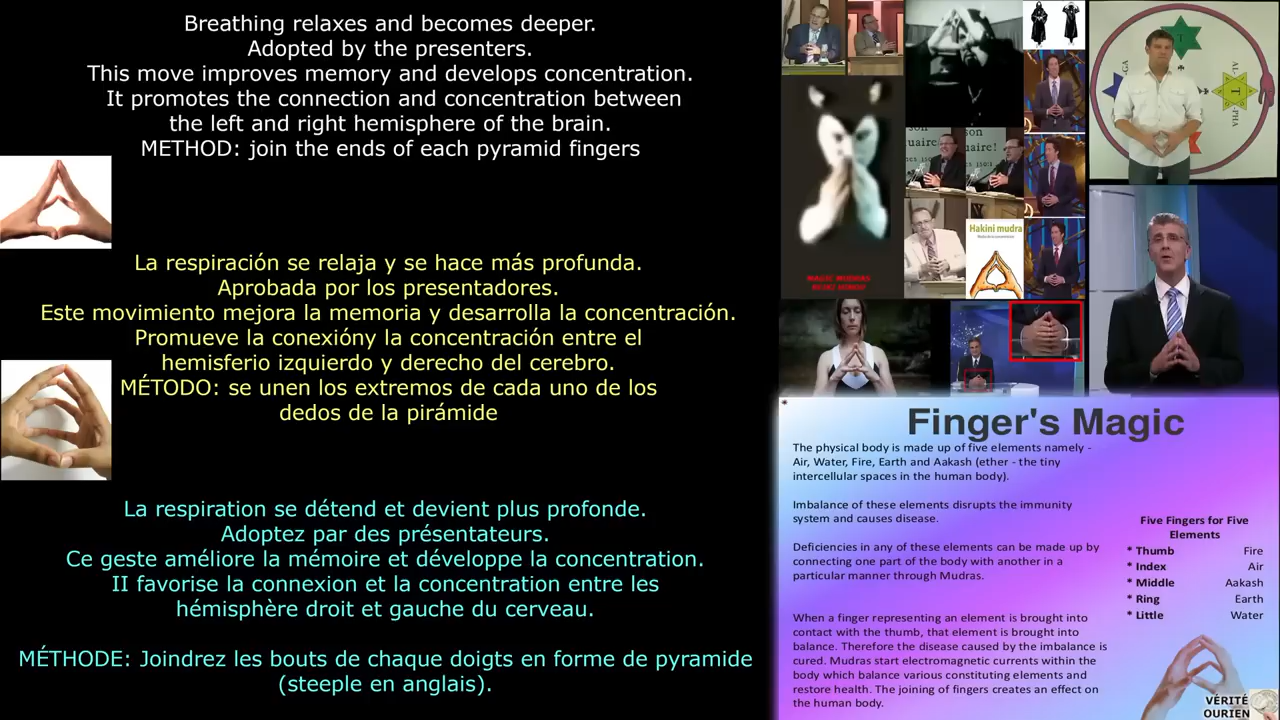 Breathing relaxes and becomes deeper.
Adopted by the presenters.
This move improves memory and develops concentration.
It promotes the connection and concentration between
the left and right hemisphere of the brain.
METHOD: join the ends of each pyramid fingers
La respiración se relaja y se hace más profunda.
Aprobada por los presentadores.
Este movimiento mejora la memoria y desarrolla la concentración.
Promueve la conexióny la concentración entre el
hemisferio izquierdo y derecho del cerebro.
MÉTODO: se unen los extremos de cada uno de los
dedos de la pirámide
La respiration se détend et devient plus profonde.
Adoptez par des présentateurs.
Ce geste améliore la mémoire et développe la concentration.
II favorise la connexion et la concentration entre les
hémisphère droit et gauche du cerveau.
MÉTHODE: Joindrez les bouts de chaque doigts en forme de pyramide
(steeple en anglais).
son
uaire!
uaire!
Hakini mudra
MAGIC MUDRAS
AL-
PHA
GA
T
T
Finger's Magic
The physical body is made up of five elements namely -
Air, Water, Fire, Earth and Aakash (ether - the tiny
intercellular spaces in the human body).
Imbalance of these elements disrupts the immunity
system and causes disease.
Deficiencies in any of these elements can be made up by
connecting one part of the body with another in a
particular manner through Mudras.
When a finger representing an element is brought into
contact with the thumb, that element is brought into
balance. Therefore the disease caused by the imbalance is
cured. Mudras start electromagnetic currents within the
body which balance various constituting elements and
restore health. The joining of fingers creates an effect on
the human body.
Five Fingers for Five
Elements
* Thumb Fire
* Index Air
* Middle Aakash
* Ring Earth
* Little Water
VÉRITÉ
OURIEN